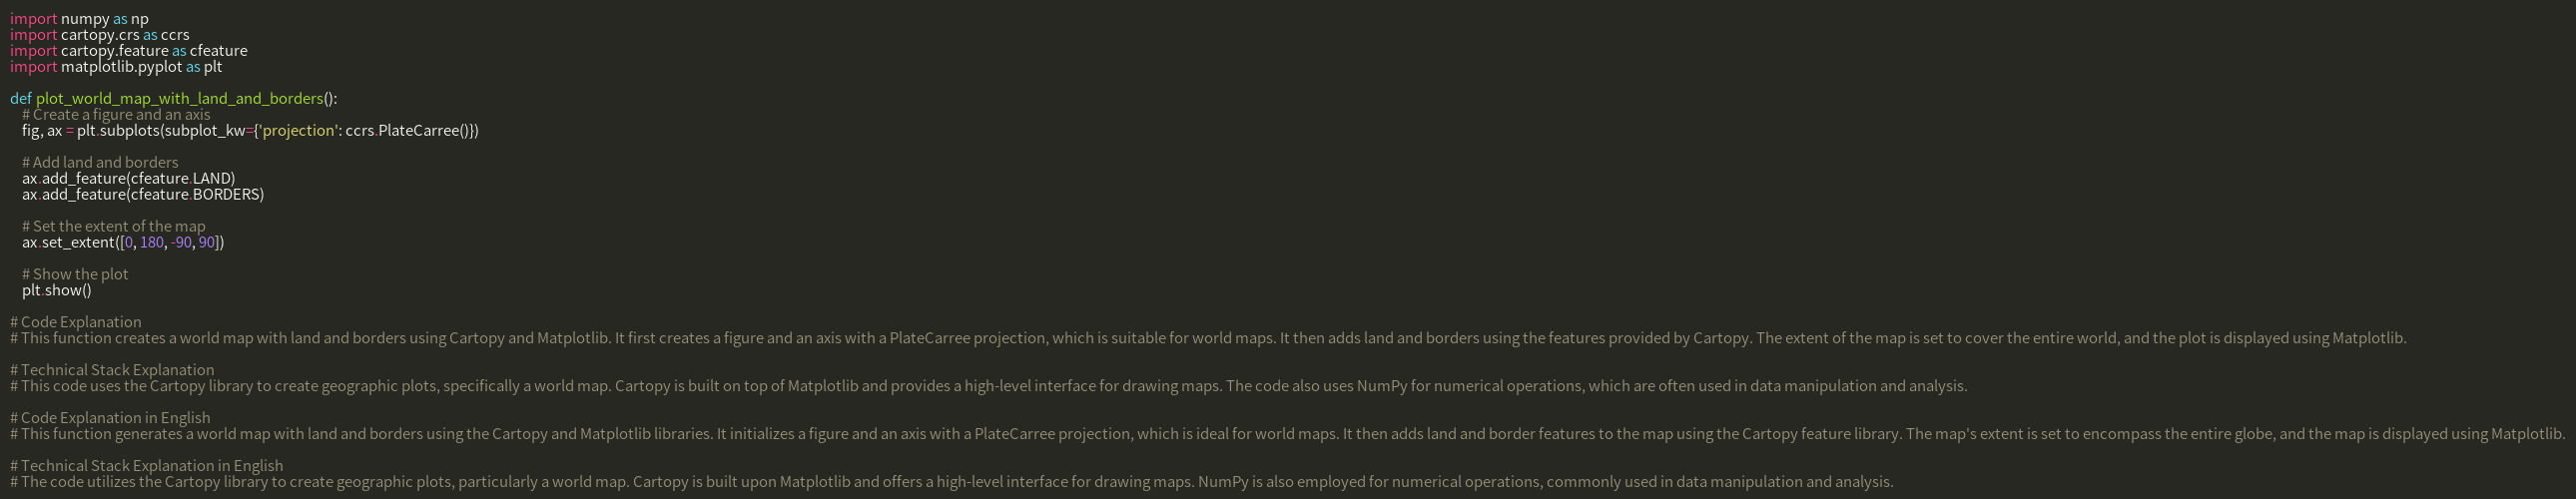 import numpy as np
import cartopy.crs as ccrs
import cartopy.feature as cfeature
import matplotlib.pyplot as plt

def plot_world_map_with_land_and_borders():
    # Create a figure and an axis
    fig, ax = plt.subplots(subplot_kw={'projection': ccrs.PlateCarree()})

    # Add land and borders
    ax.add_feature(cfeature.LAND)
    ax.add_feature(cfeature.BORDERS)

    # Set the extent of the map
    ax.set_extent([0, 180, -90, 90])

    # Show the plot
    plt.show()

# Code Explanation
# This function creates a world map with land and borders using Cartopy and Matplotlib. It first creates a figure and an axis with a PlateCarree projection, which is suitable for world maps. It then adds land and borders using the features provided by Cartopy. The extent of the map is set to cover the entire world, and the plot is displayed using Matplotlib.

# Technical Stack Explanation
# This code uses the Cartopy library to create geographic plots, specifically a world map. Cartopy is built on top of Matplotlib and provides a high-level interface for drawing maps. The code also uses NumPy for numerical operations, which are often used in data manipulation and analysis.

# Code Explanation in English
# This function generates a world map with land and borders using the Cartopy and Matplotlib libraries. It initializes a figure and an axis with a PlateCarree projection, which is ideal for world maps. It then adds land and border features to the map using the Cartopy feature library. The map's extent is set to encompass the entire globe, and the map is displayed using Matplotlib.

# Technical Stack Explanation in English
# The code utilizes the Cartopy library to create geographic plots, particularly a world map. Cartopy is built upon Matplotlib and offers a high-level interface for drawing maps. NumPy is also employed for numerical operations, commonly used in data manipulation and analysis.